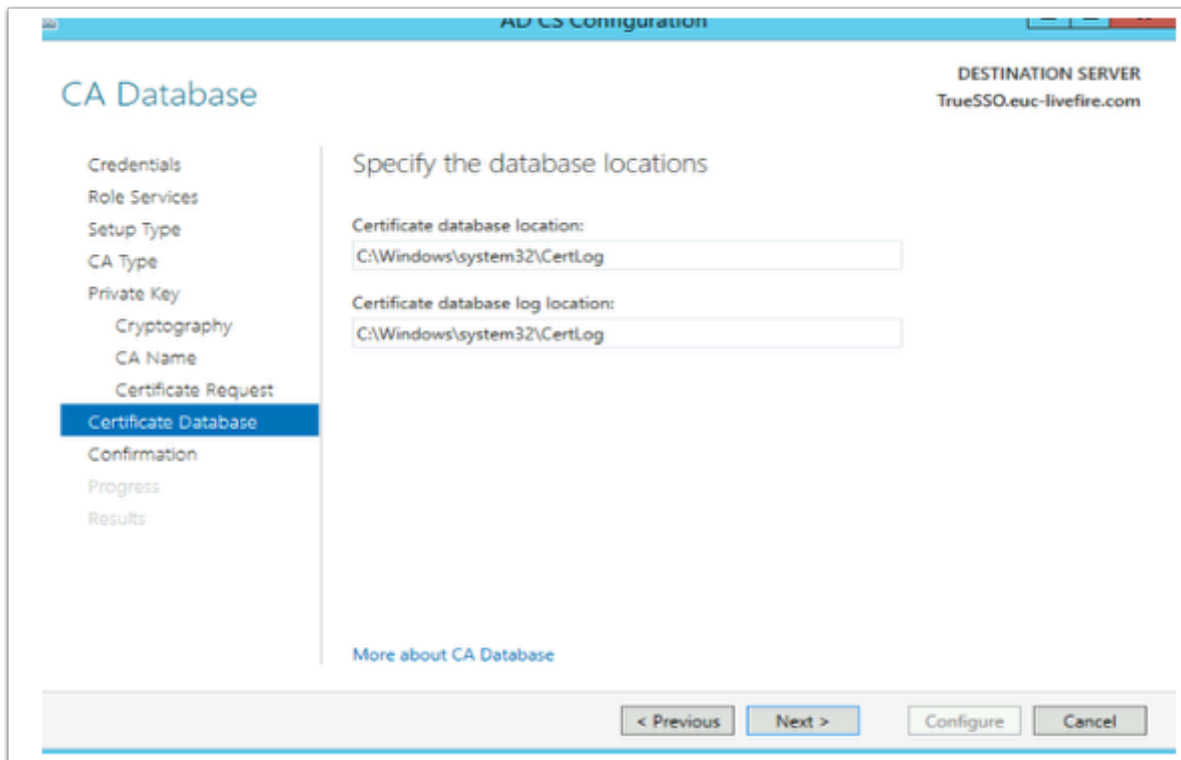 AD CS Configuration
DESTINATION SERVER
TrueSSO.euc-livefire.com
CA Database
Credentials
Role Services
Setup Type
CA Type
Private Key
Cryptography
CA Name
Certificate Request
Certificate Database
Confirmation
Progress
Results
Specify the database locations
Certificate database location:
C:\Windows\system32\CertLog
Certificate database log location:
C:\Windows\system32\CertLog
More about CA Database
< Previous
Next >
Configure
Cancel